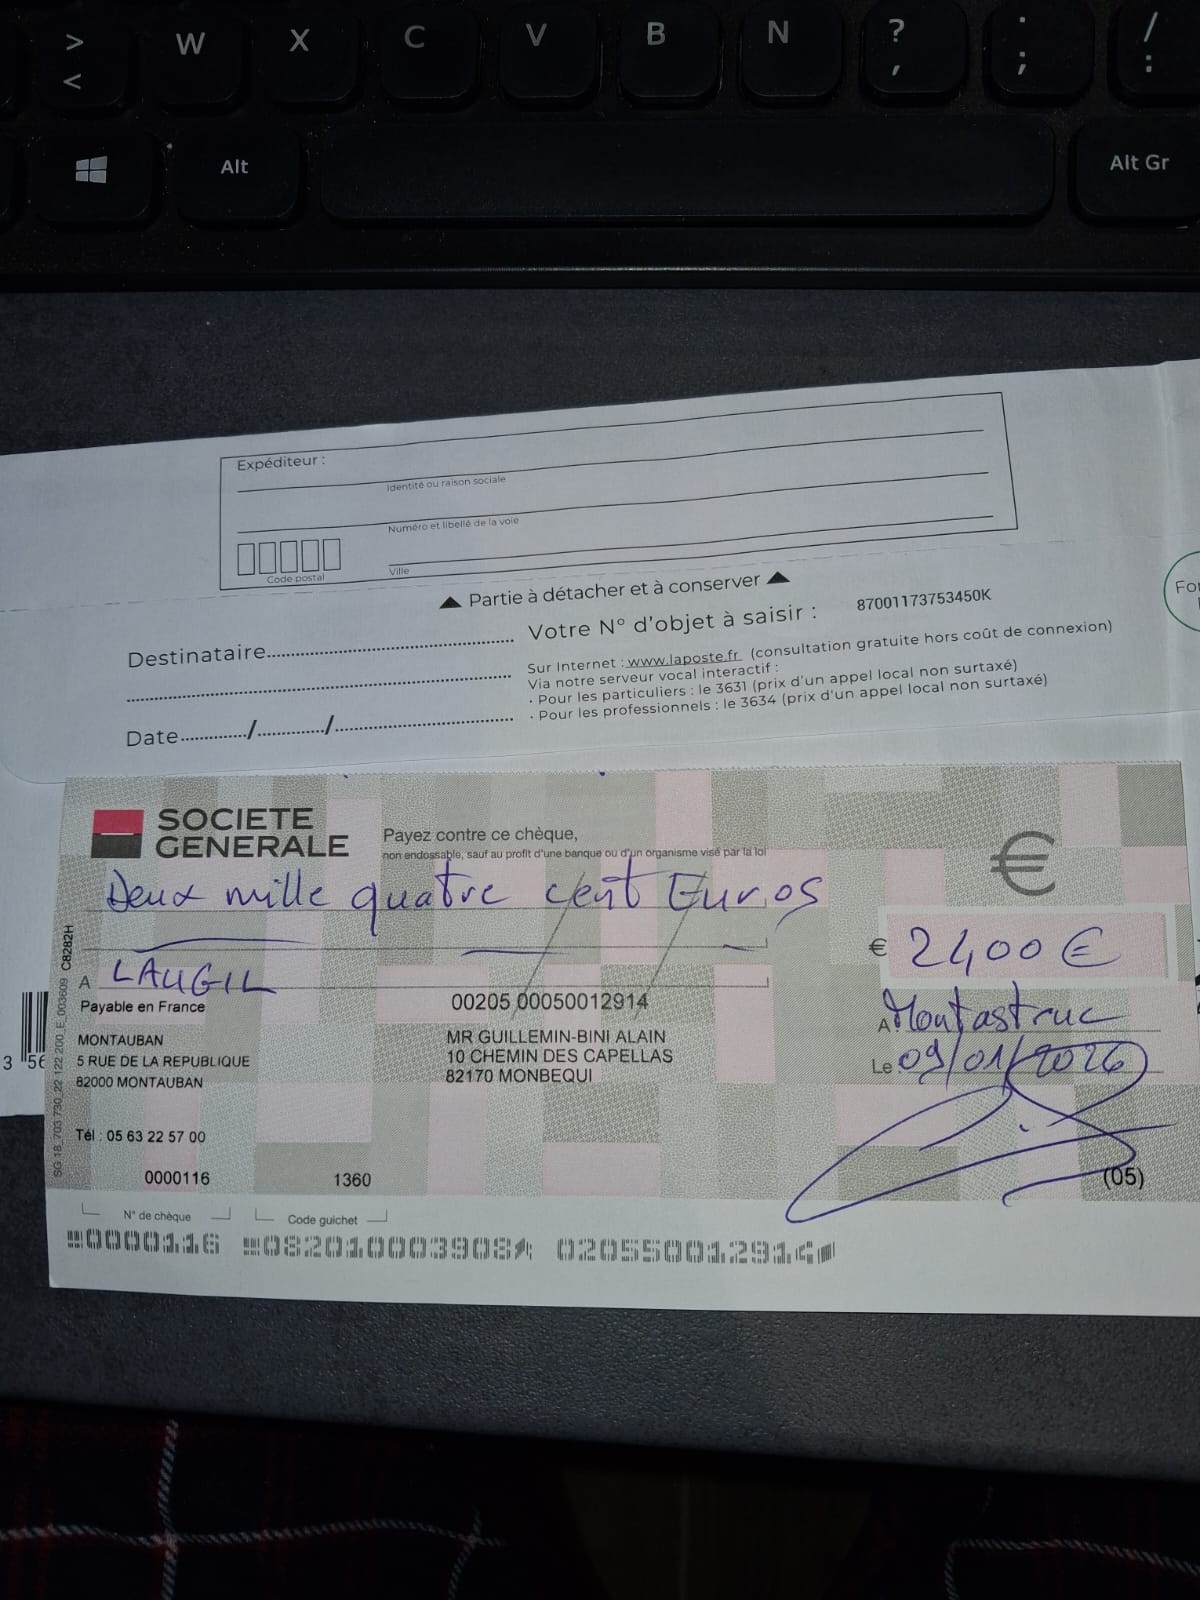 > W X C V B N ? . /
< , ; :
Alt Alt Gr
Expéditeur :
Identité ou raison sociale
Numéro et libellé de la voie
Code postal Ville
▲ Partie à détacher et à conserver ▲
Destinataire
Votre N° d'objet à saisir : 87001173753450K
Sur Internet : www.laposte.fr (consultation gratuite hors coût de connexion)
Via notre serveur vocal interactif :
• Pour les particuliers : le 3631 (prix d'un appel local non surtaxé)
• Pour les professionnels : le 3634 (prix d'un appel local non surtaxé)
Date............/............/............
SOCIETE
GENERALE
Payez contre ce chèque,
non endossable, sauf au profit d'une banque ou d'un organisme visé par la loi
€
Deux mille quatre cent Euros
€ 2400 €
A LAUGIL
Payable en France
00205 00050012914
A Montastruc
MONTAUBAN
5 RUE DE LA REPUBLIQUE
82000 MONTAUBAN
MR GUILLEMIN-BINI ALAIN
10 CHEMIN DES CAPELLAS
82170 MONBEQUI
Le 09/01/2026
Tél : 05 63 22 57 00
0000116 1360
(05)
N° de chèque Code guichet
0000116 082010003908 020550012914
C8282H